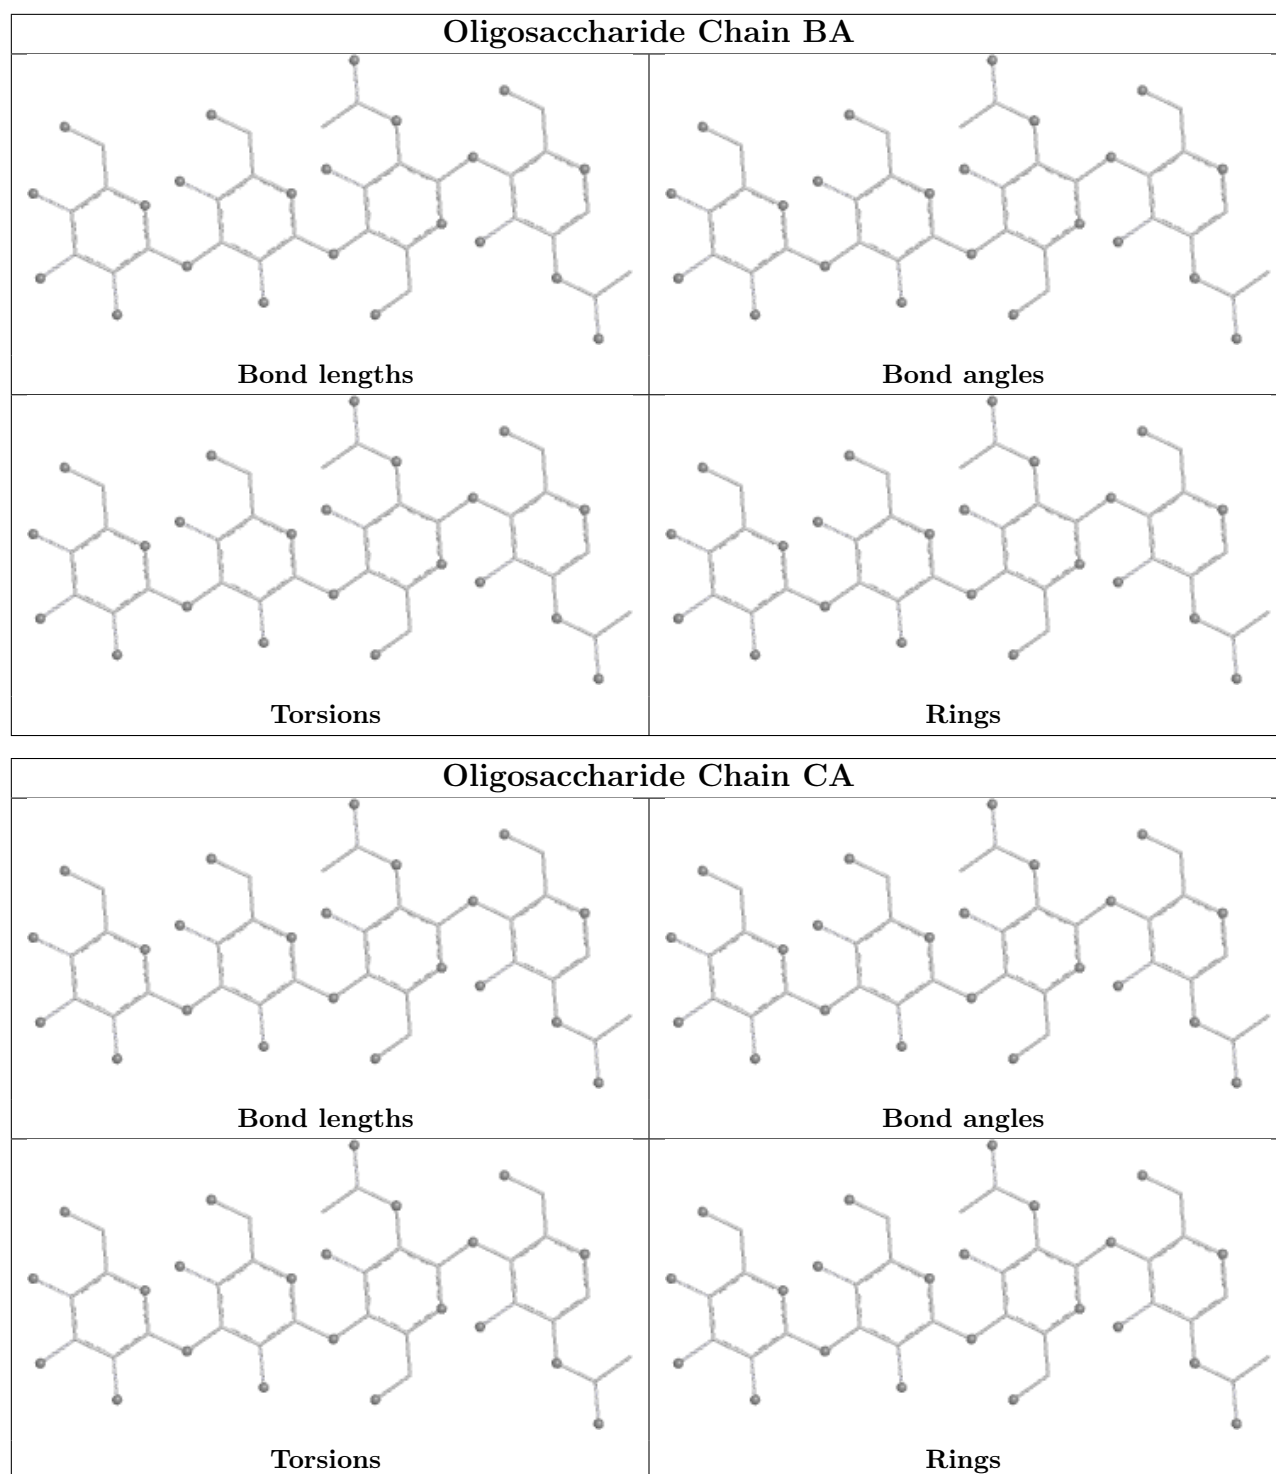 Oligosaccharide Chain BA
Bond lengths
Bond angles
Torsions
Rings
Oligosaccharide Chain CA
Bond lengths
Bond angles
Torsions
Rings